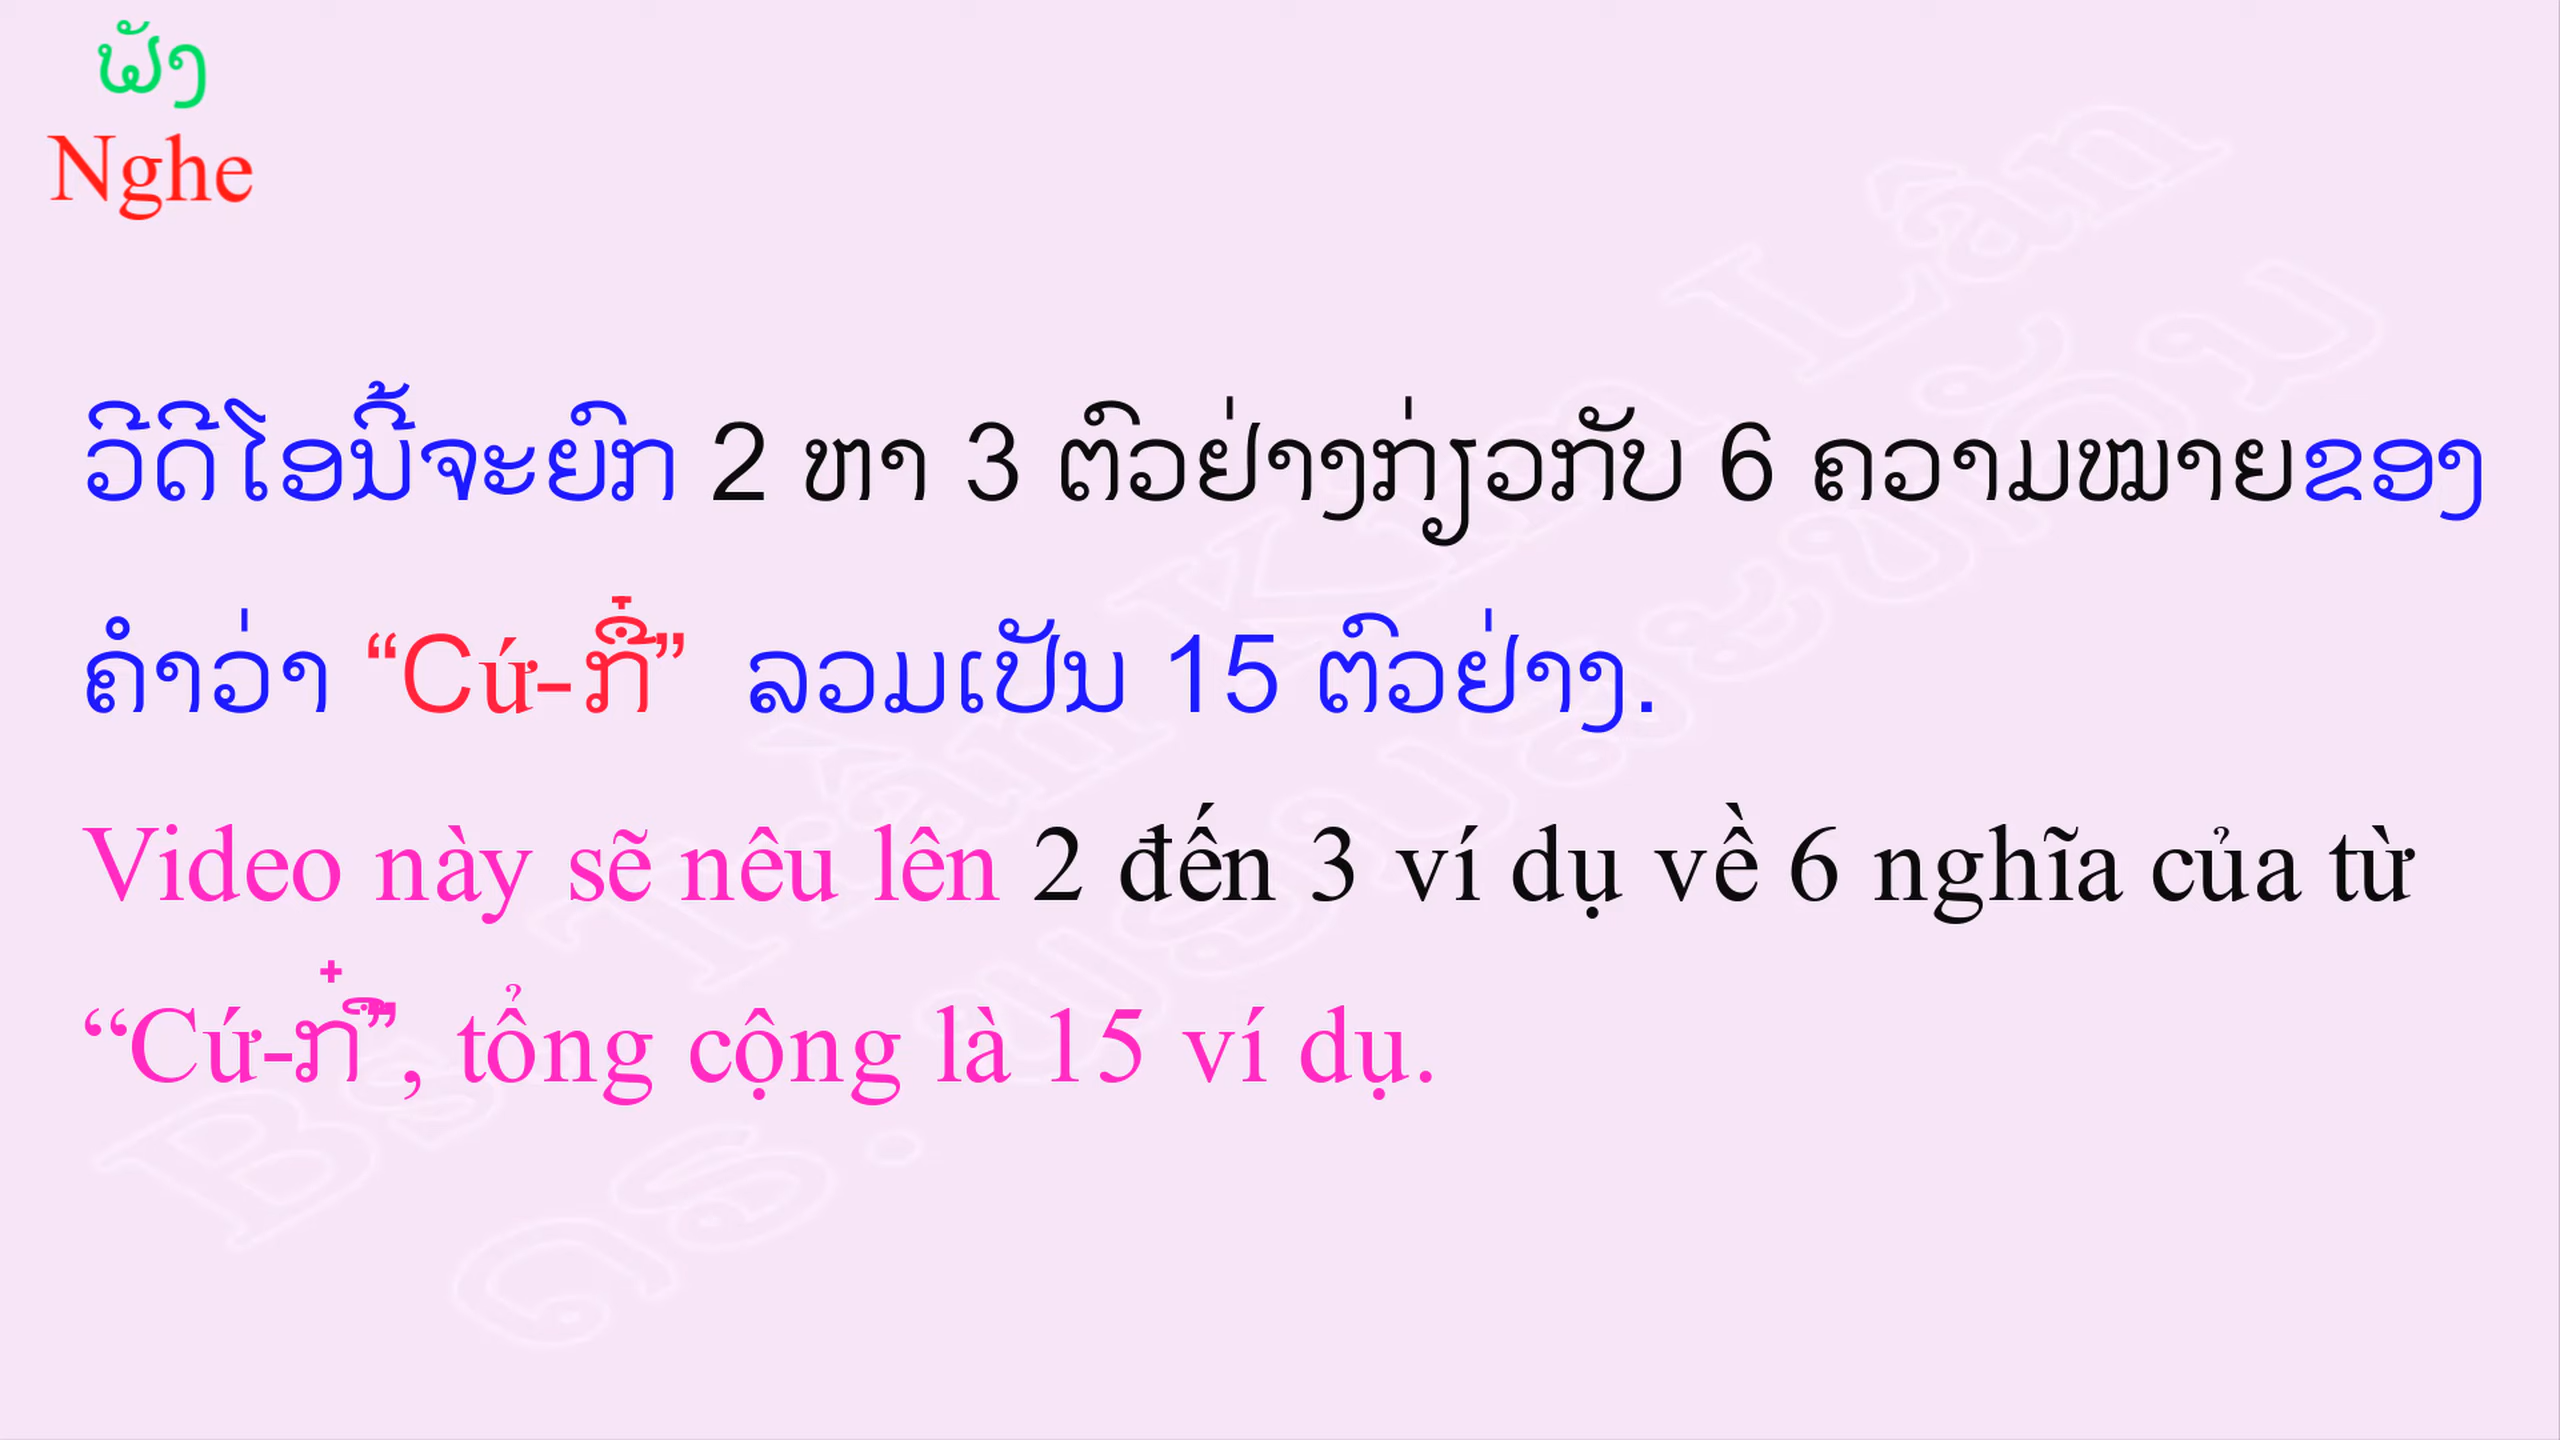 ຟັງ
Nghe
ວີດີໂອນີ້ຈະຍົກ 2 ຫາ 3 ຕົວຢ່າງກ່ຽວກັບ 6 ຄວາມໝາຍຂອງ
ຄຳວ່າ “Cứ-ກື໋” ລວມເປັນ 15 ຕົວຢ່າງ.
Video này sẽ nêu lên 2 đến 3 ví dụ về 6 nghĩa của từ
“Cứ-ກື໋”, tổng cộng là 15 ví dụ.